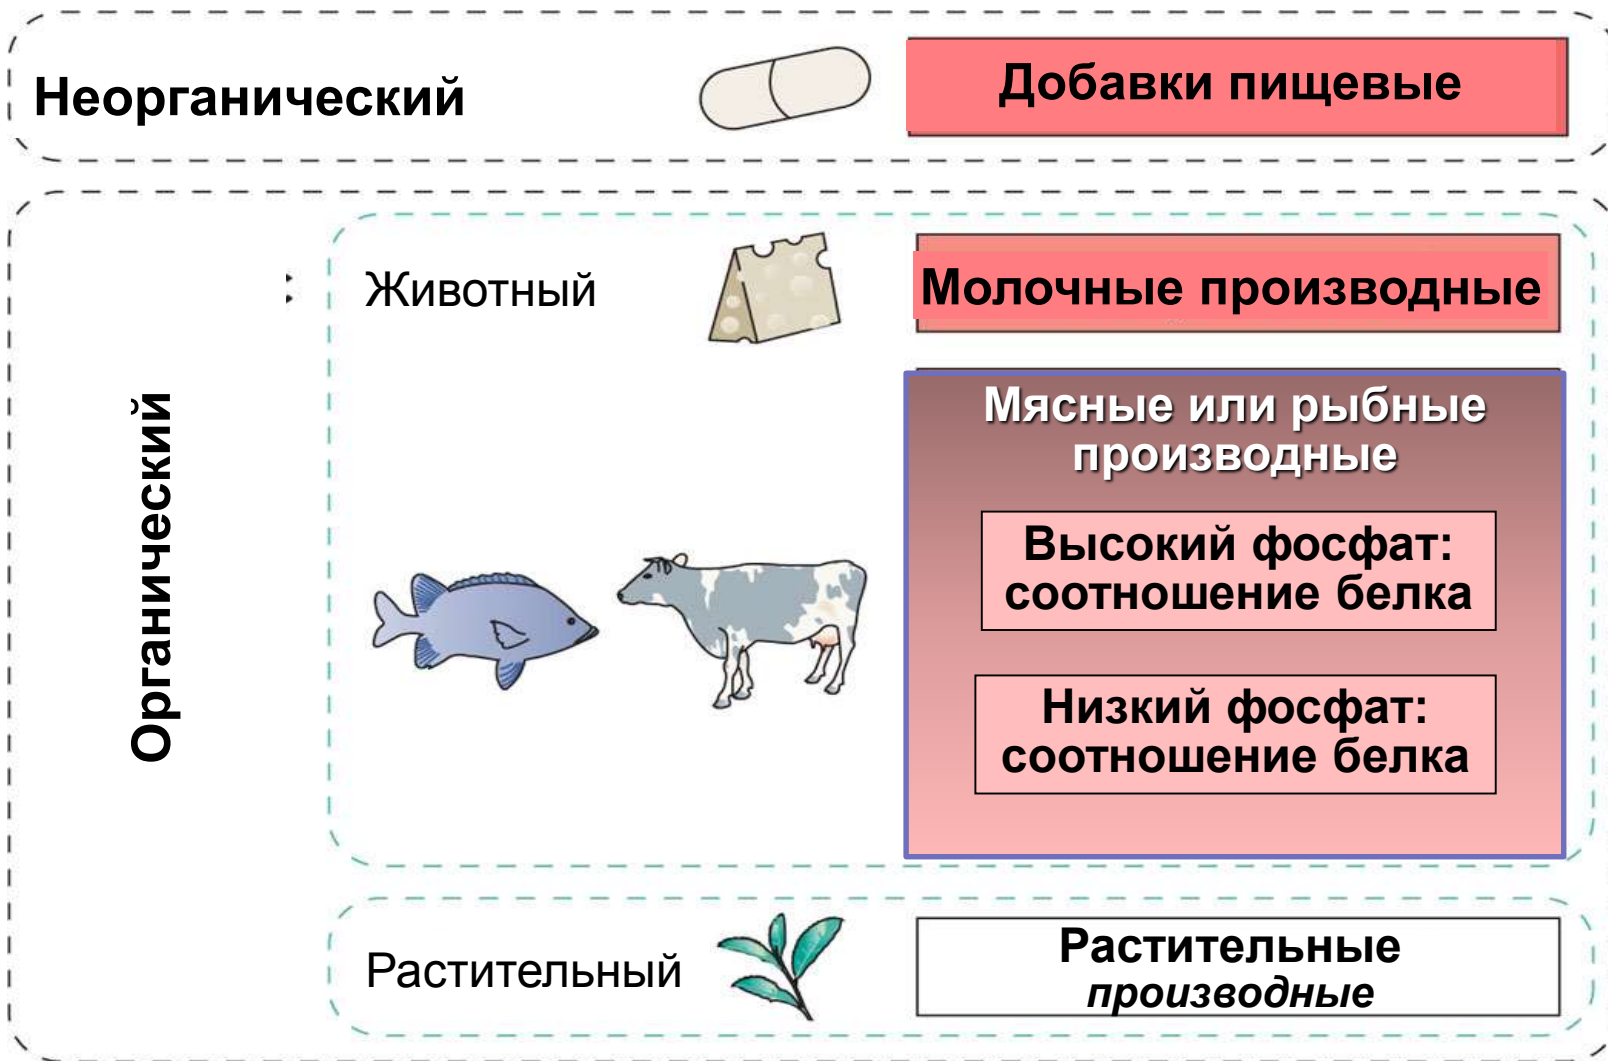 Неорганический
Добавки пищевые
Органический
Животный
Молочные производные
Мясные или рыбные
производные
Высокий фосфат:
соотношение белка
Низкий фосфат:
соотношение белка
Растительный
Растительные
производные